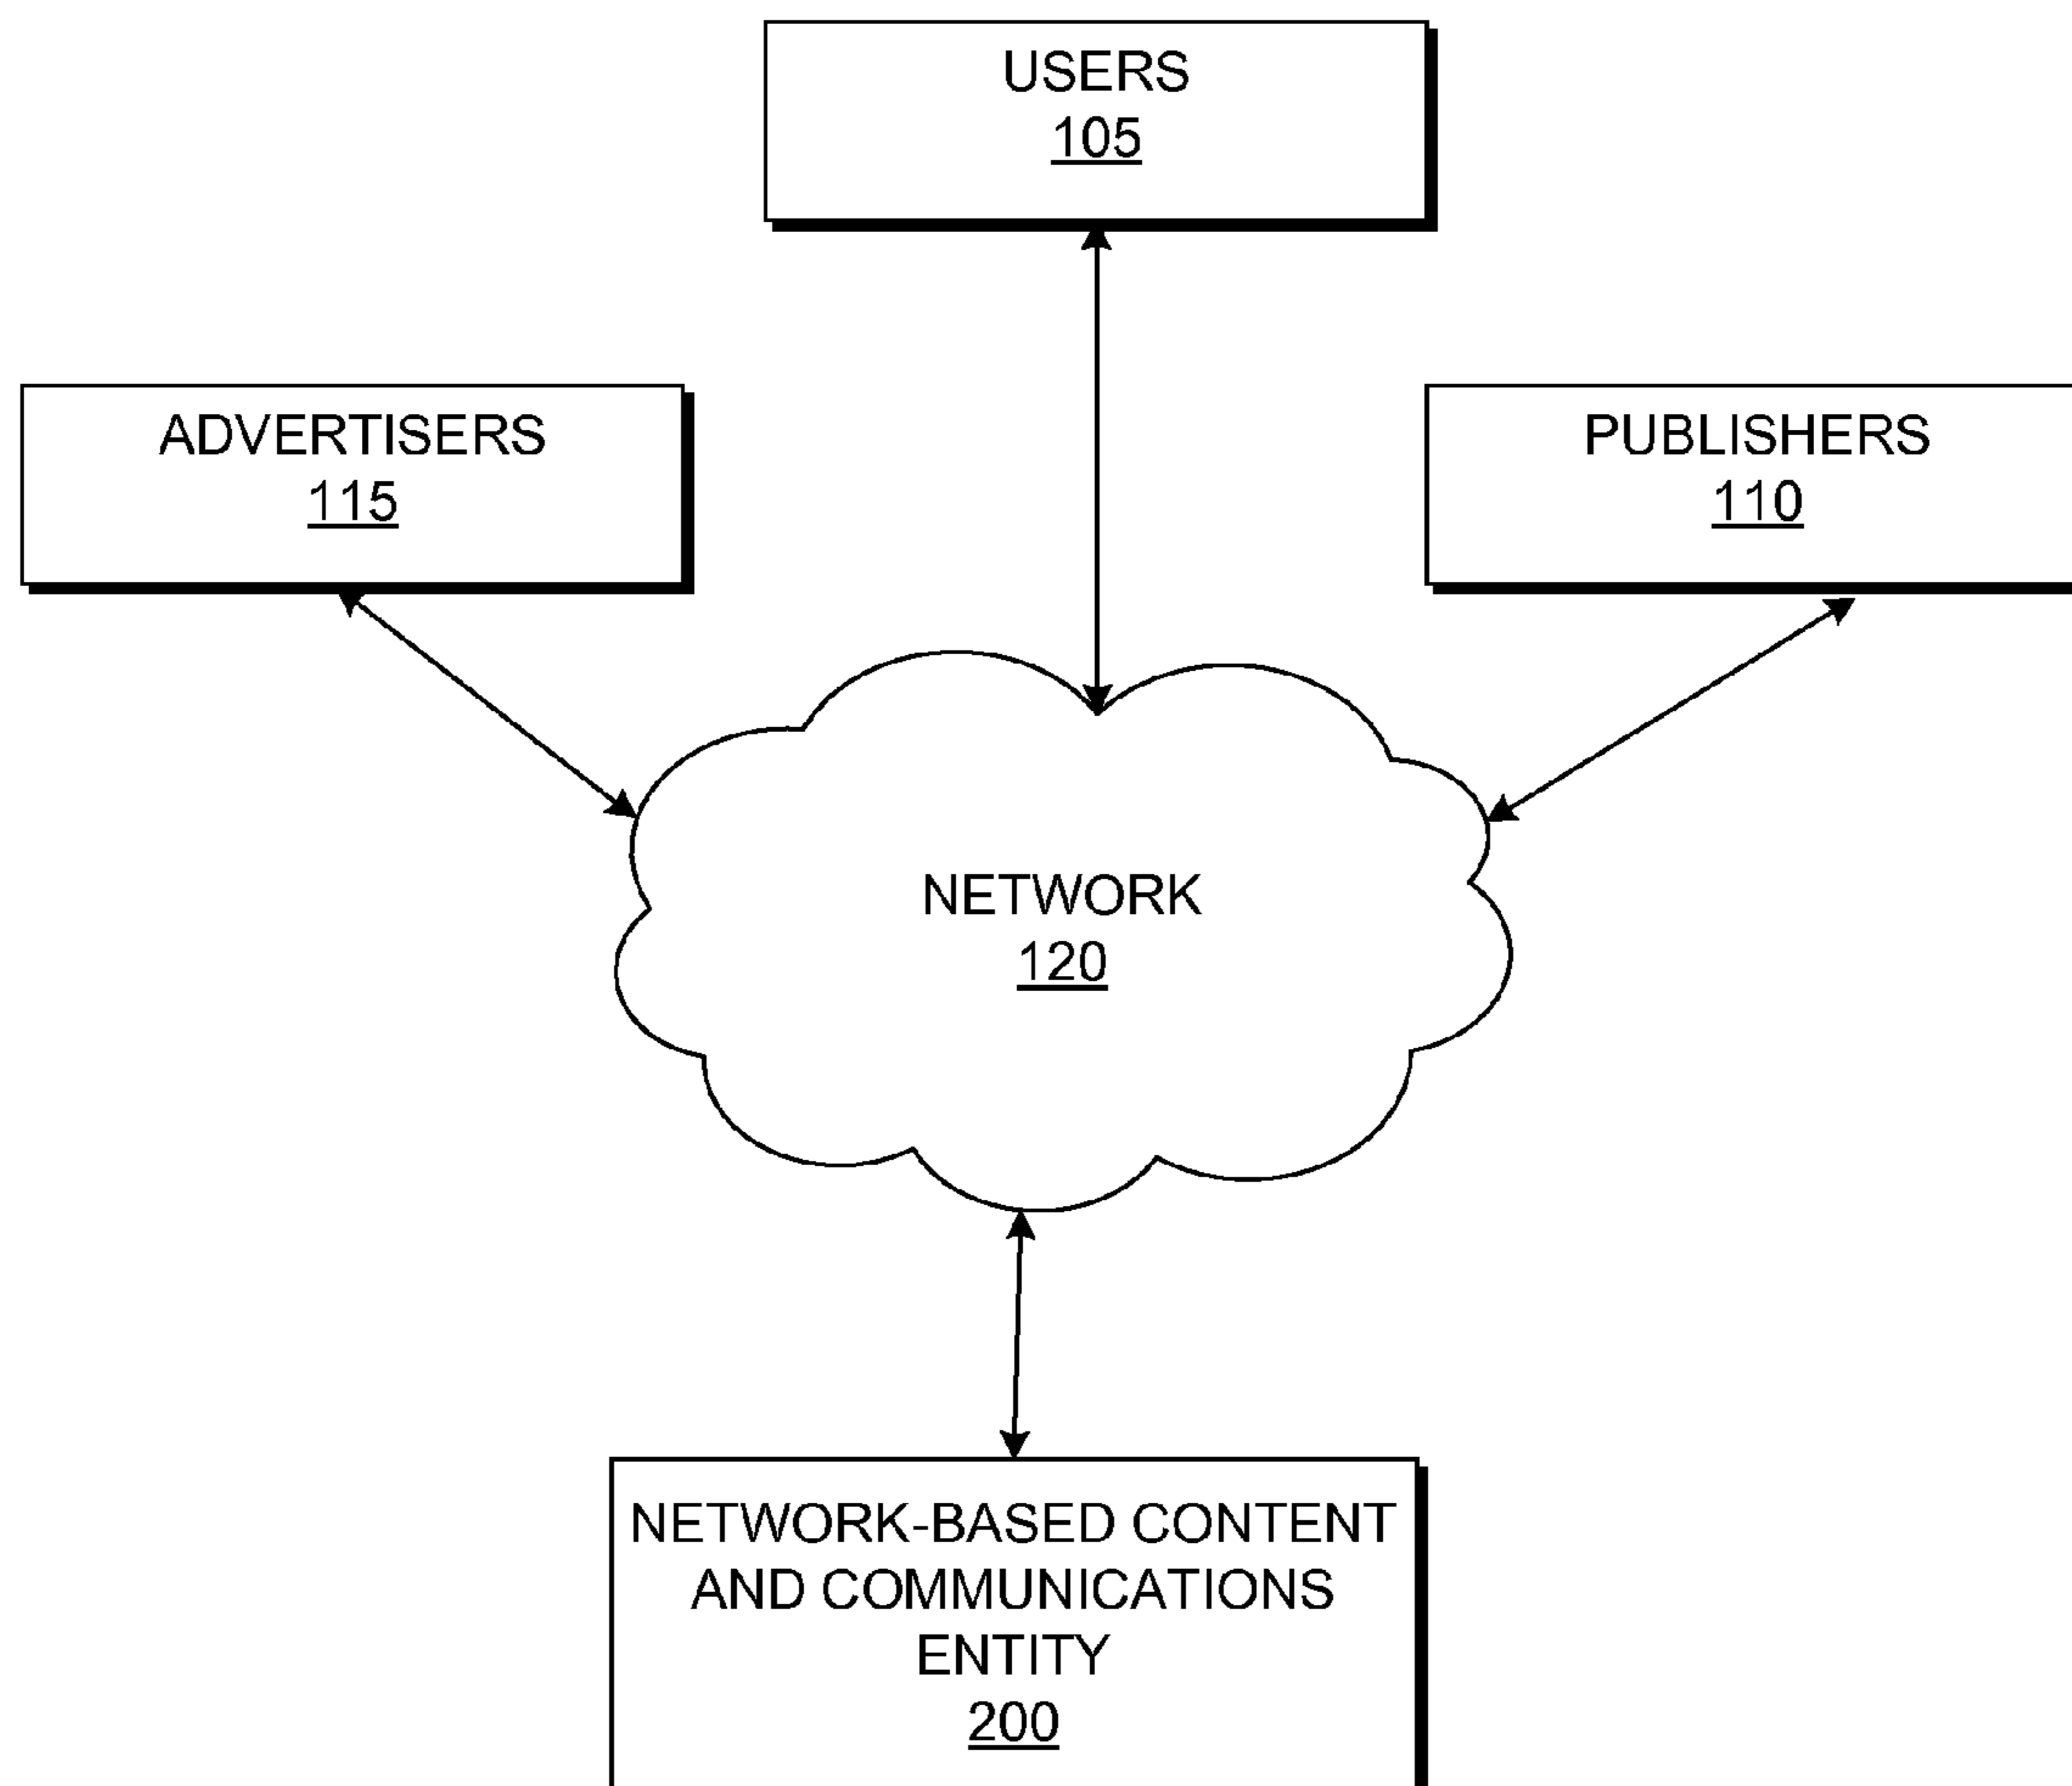 USERS
105
ADVERTISERS
115
PUBLISHERS
110
NETWORK
120
NETWORK-BASED CONTENT
AND COMMUNICATIONS
ENTITY
200